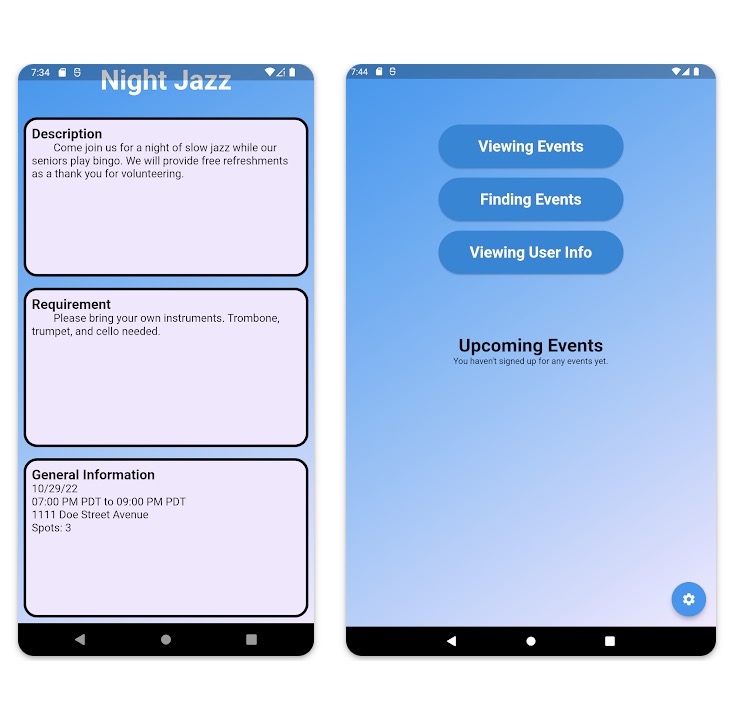 7:34
Night Jazz
Description
Come join us for a night of slow jazz while our
seniors play bingo. We will provide free refreshments
as a thank you for volunteering.
Requirement
Please bring your own instruments. Trombone,
trumpet, and cello needed.
General Information
10/29/22
07:00 PM PDT to 09:00 PM PDT
1111 Doe Street Avenue
Spots: 3
7:44
Viewing Events
Finding Events
Viewing User Info
Upcoming Events
You haven't signed up for any events yet.